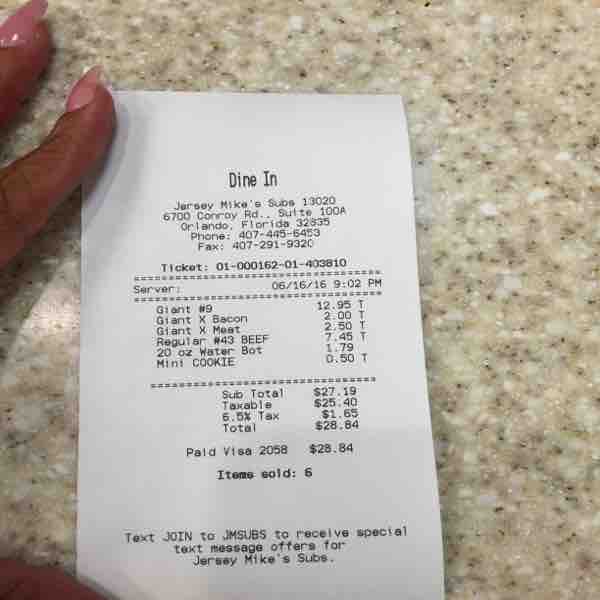 Dine In
Jersey Mike's Subs 13020
6700 Conroy Rd., Suite 100A
Orlando, Florida 32835
Phone: 407-445-6453
Fax: 407-291-9320
Ticket: 01-000162-01-403810
==================================
Server: 06/16/16 9:02 PM
==================================
Giant #9 12.95 T
Giant X Bacon 2.00 T
Giant X Meat 2.50 T
Regular #43 BEEF 7.45 T
20 oz Water Bot 1.79
Mini COOKIE 0.50 T
==============================
Sub Total $27.19
Taxable $25.40
6.5% Tax $1.65
Total $28.84
Paid Visa 2058 $28.84
Items sold: 6
Text JOIN to JMSUBS to receive special
text message offers for
Jersey Mike's Subs.